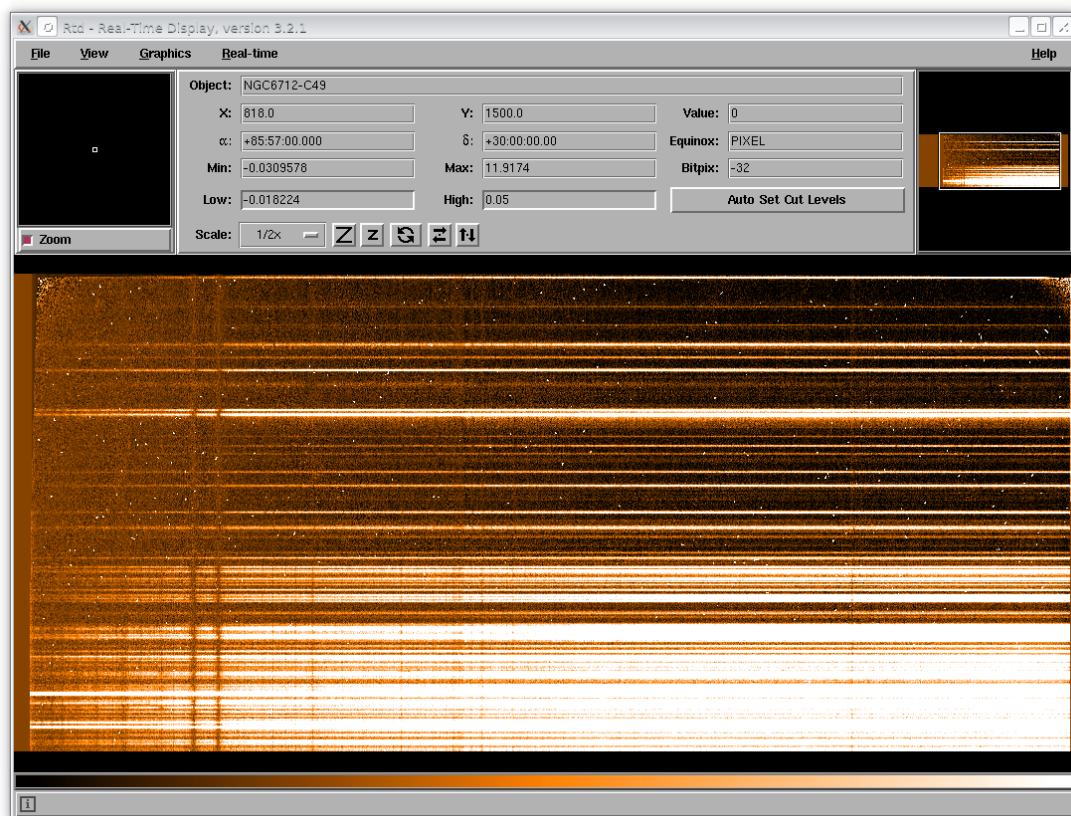 Rtd - Real-Time Display, version 3.2.1
File View Graphics Real-time Help
Object: NGC6712-C49
X: 818.0 Y: 1500.0 Value: 0
α: +85:57:00.000 δ: +30:00:00.00 Equinox: PIXEL
Min: -0.0309578 Max: 11.9174 Bitpix: -32
Low: -0.018224 High: 0.05 Auto Set Cut Levels
Zoom Scale: 1/2x Z z
i